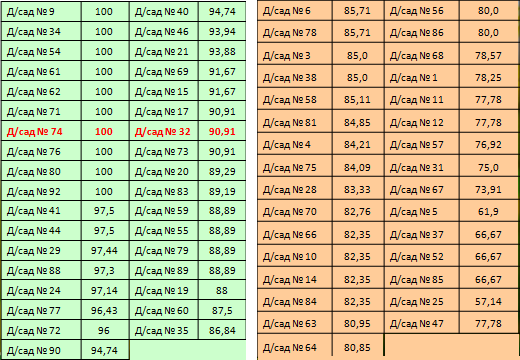 Д/сад № 9 100 Д/сад № 40 94,74
Д/сад № 34 100 Д/сад № 46 93,94
Д/сад № 54 100 Д/сад № 21 93,88
Д/сад № 61 100 Д/сад № 69 91,67
Д/сад № 62 100 Д/сад № 15 91,67
Д/сад № 71 100 Д/сад № 17 90,91
Д/сад № 74 100 Д/сад № 32 90,91
Д/сад № 76 100 Д/сад № 73 90,91
Д/сад № 80 100 Д/сад № 20 89,29
Д/сад № 92 100 Д/сад № 83 89,19
Д/сад № 41 97,5 Д/сад № 59 88,89
Д/сад № 44 97,5 Д/сад № 55 88,89
Д/сад № 29 97,44 Д/сад № 79 88,89
Д/сад № 88 97,3 Д/сад № 89 88,89
Д/сад № 24 97,14 Д/сад № 19 88
Д/сад № 77 96,43 Д/сад № 60 87,5
Д/сад № 72 96 Д/сад № 35 86,84
Д/сад № 90 94,74
Д/сад № 6 85,71 Д/сад № 56 80,0
Д/сад № 78 85,71 Д/сад № 86 80,0
Д/сад № 3 85,0 Д/сад № 68 78,57
Д/сад № 38 85,0 Д/сад № 1 78,25
Д/сад № 58 85,11 Д/сад № 11 77,78
Д/сад № 81 84,85 Д/сад № 12 77,78
Д/сад № 4 84,21 Д/сад № 57 76,92
Д/сад № 75 84,09 Д/сад № 31 75,0
Д/сад № 28 83,33 Д/сад № 67 73,91
Д/сад № 70 82,76 Д/сад № 5 61,9
Д/сад № 66 82,35 Д/сад № 37 66,67
Д/сад № 10 82,35 Д/сад № 52 66,67
Д/сад № 14 82,35 Д/сад № 85 66,67
Д/сад № 84 82,35 Д/сад № 25 57,14
Д/сад № 63 80,95 Д/сад № 47 77,78
Д/сад № 64 80,85